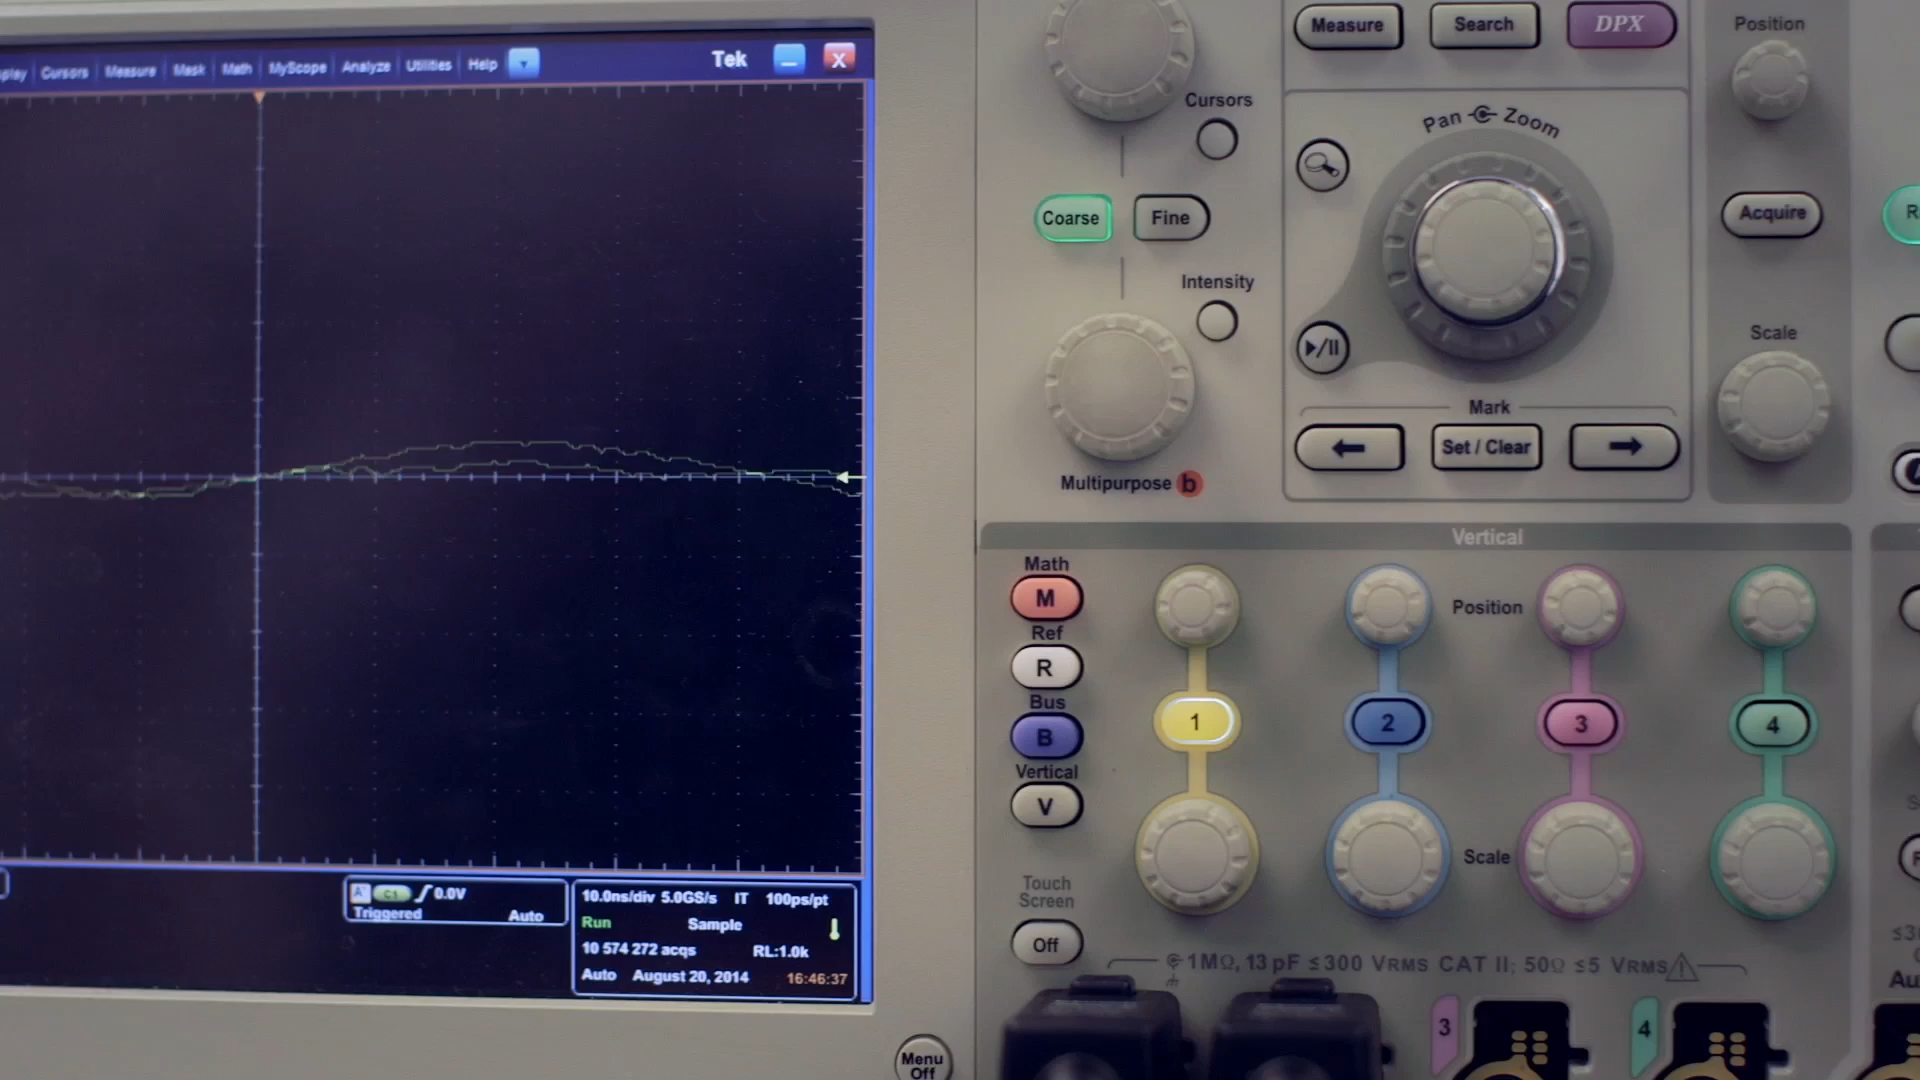 Cursors Measure Mask Math MyScope Analyze Utilities Help Tek
X
A' C1 0.0V
Triggered Auto
10.0ns/div 5.0GS/s IT 100ps/pt
Run Sample
10 574 272 acqs RL:1.0k
Auto August 20, 2014 16:46:37
Menu
Off
Cursors
Coarse Fine
Intensity
Multipurpose b
Measure Search DPX
Pan Zoom
Mark
← Set / Clear →
Position
Acquire
Scale
Vertical
Math
M
Ref
R
Bus
B
Vertical
V
Touch
Screen
Off
Position
1 2 3 4
Scale
1MΩ, 13 pF ≤300 VRMS CAT II; 50Ω ≤5 VRMS
3 4